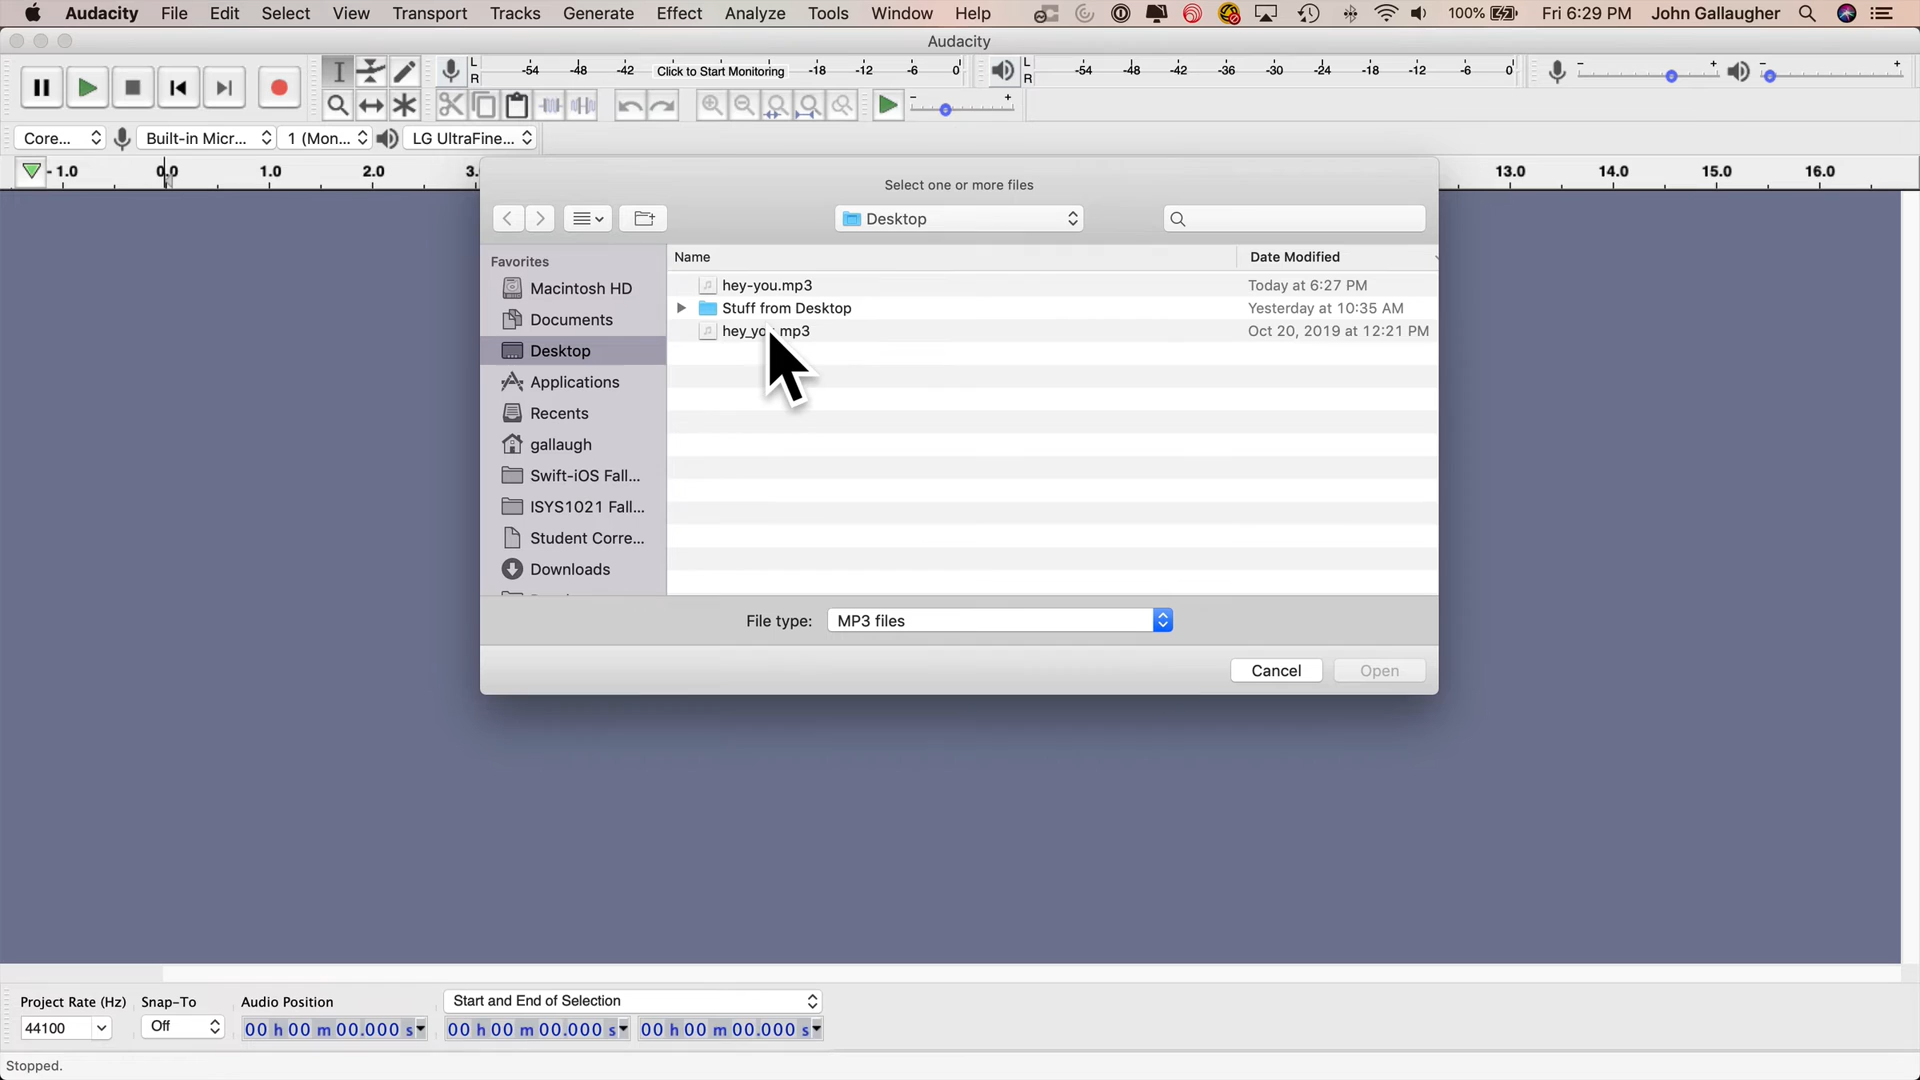 Audacity File Edit Select View Transport Tracks Generate Effect Analyze Tools Window Help 100% Fri 6:29 PM John Gallaugher
Audacity
L R -54 -48 -42 Click to Start Monitoring -18 -12 -6 0 L R -54 -48 -42 -36 -30 -24 -18 -12 -6 0 - + - +
- +
Core... Built-in Micr... 1 (Mon... LG UltraFine...
- 1.0 0.0 1.0 2.0 3. 13.0 14.0 15.0 16.0
Select one or more files
Desktop
Favorites
Macintosh HD
Documents
Desktop
Applications
Recents
gallaugh
Swift-iOS Fall...
ISYS1021 Fall...
Student Corre...
Downloads
Name Date Modified
hey-you.mp3 Today at 6:27 PM
Stuff from Desktop Yesterday at 10:35 AM
hey_you.mp3 Oct 20, 2019 at 12:21 PM
File type: MP3 files
Cancel Open
Project Rate (Hz) Snap-To Audio Position Start and End of Selection
44100 Off 00 h 00 m 00.000 s 00 h 00 m 00.000 s 00 h 00 m 00.000 s
Stopped.